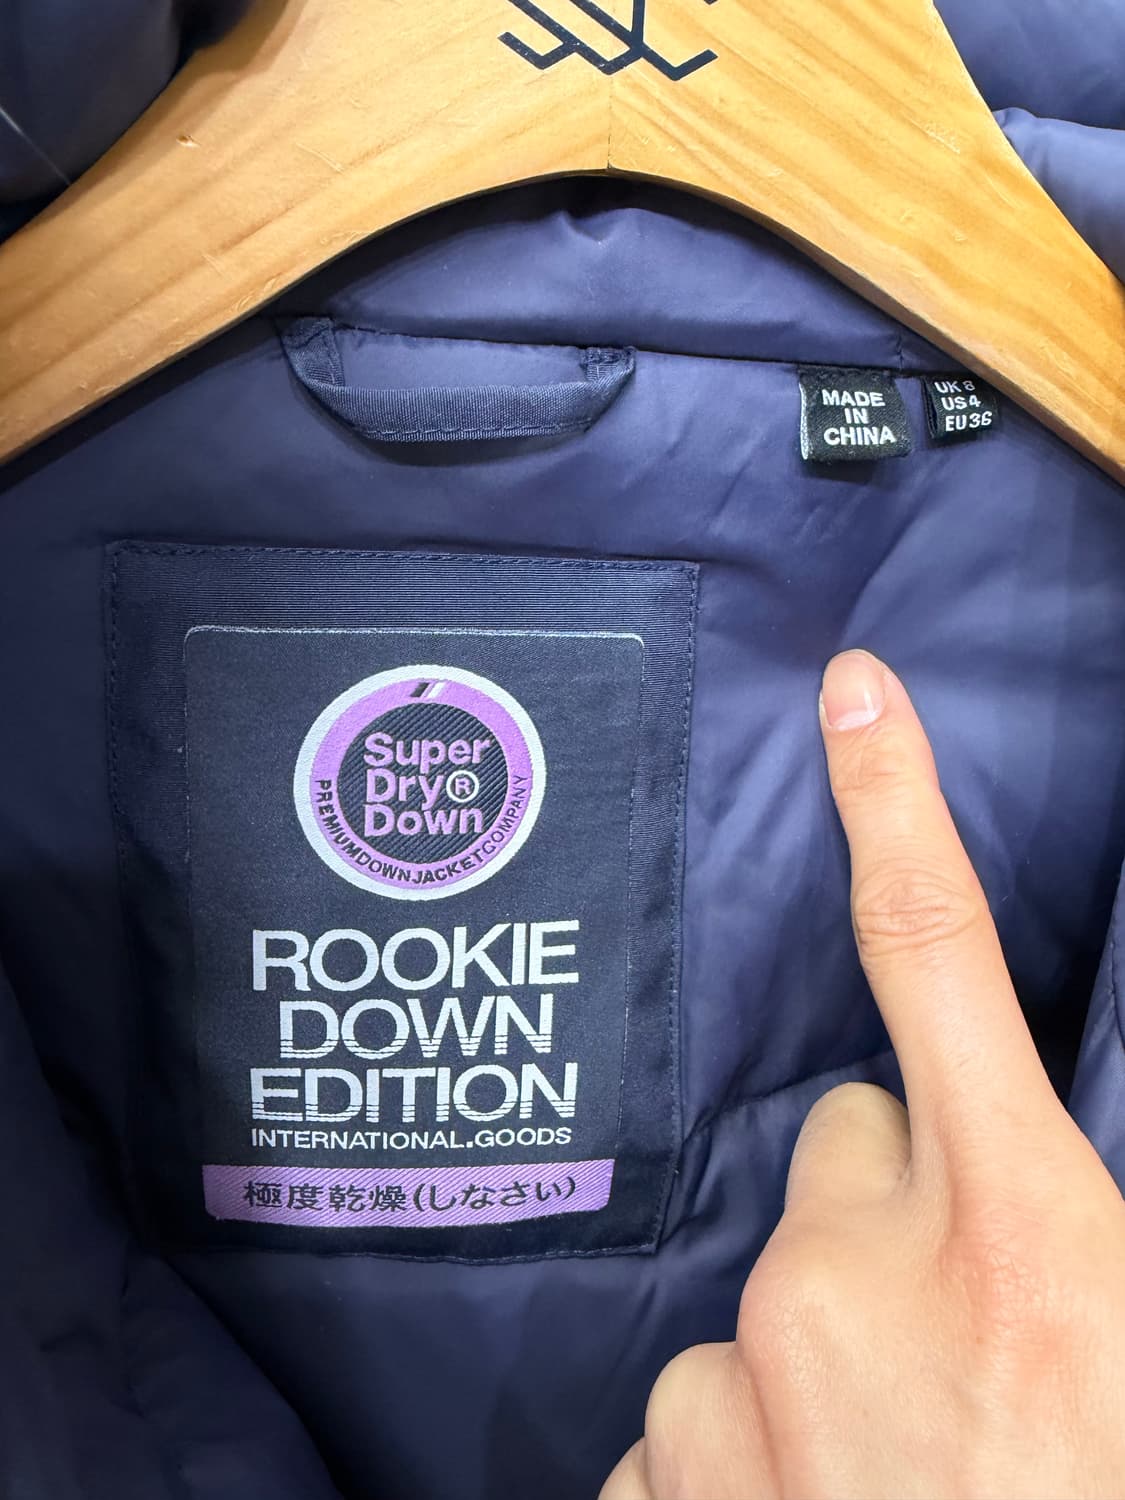 MADE
IN
CHINA
UK 8
US 4
EU 36
Super
Dry®
Down
PREMIUMDOWNJACKETCOMPANY
ROOKIE
DOWN
EDITION
INTERNATIONAL.GOODS
極度乾燥(しなさい)